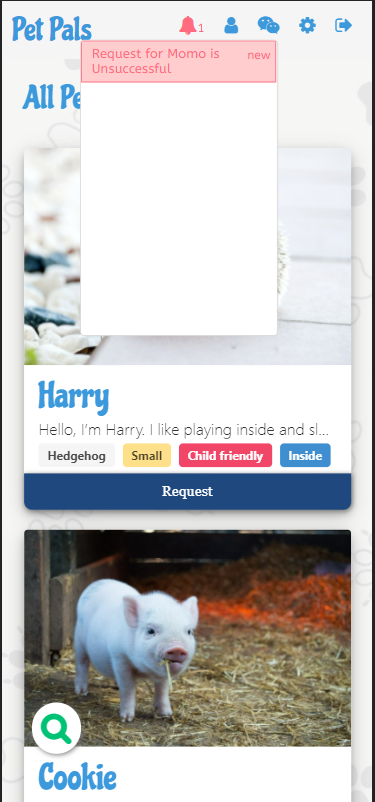 Pet Pals
1
Request for Momo is
Unsuccessful
new
All Pe
Harry
Hello, I'm Harry. I like playing inside and sl...
Hedgehog Small Child friendly Inside
Request
Cookie